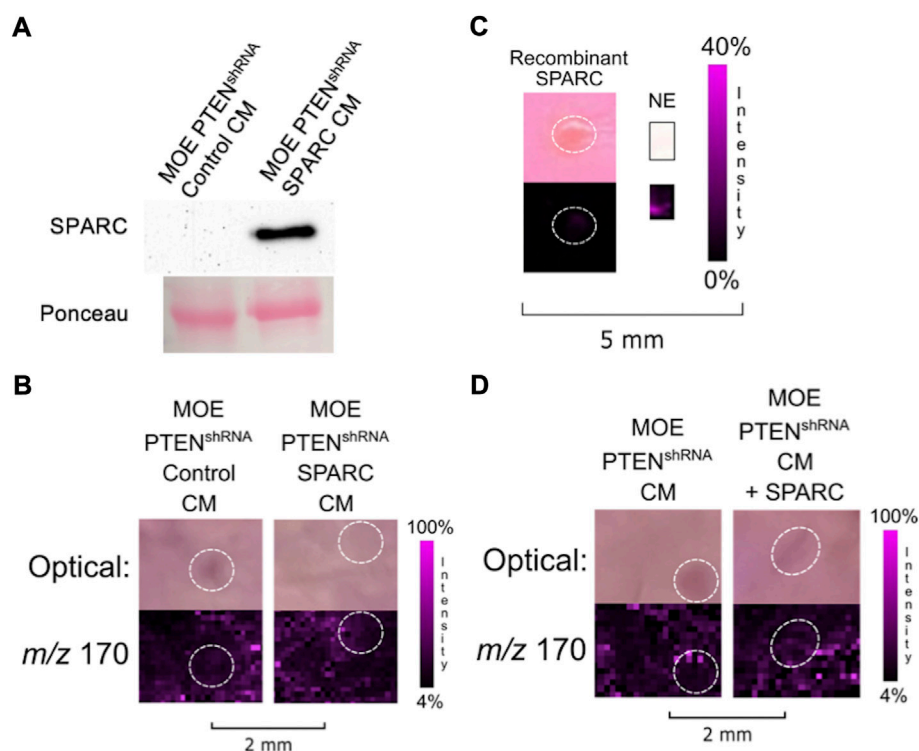 A
MOE PTENshRNA
Control CM
MOE PTENshRNA
SPARC CM
SPARC
Ponceau
C
Recombinant
SPARC
NE
40%
Intensity
0%
5 mm
B
MOE
PTENshRNA
Control
CM
MOE
PTENshRNA
SPARC
CM
Optical:
m/z 170
100%
Intensity
4%
2 mm
D
MOE
PTENshRNA
CM
MOE
PTENshRNA
CM
+ SPARC
Optical:
m/z 170
100%
Intensity
4%
2 mm